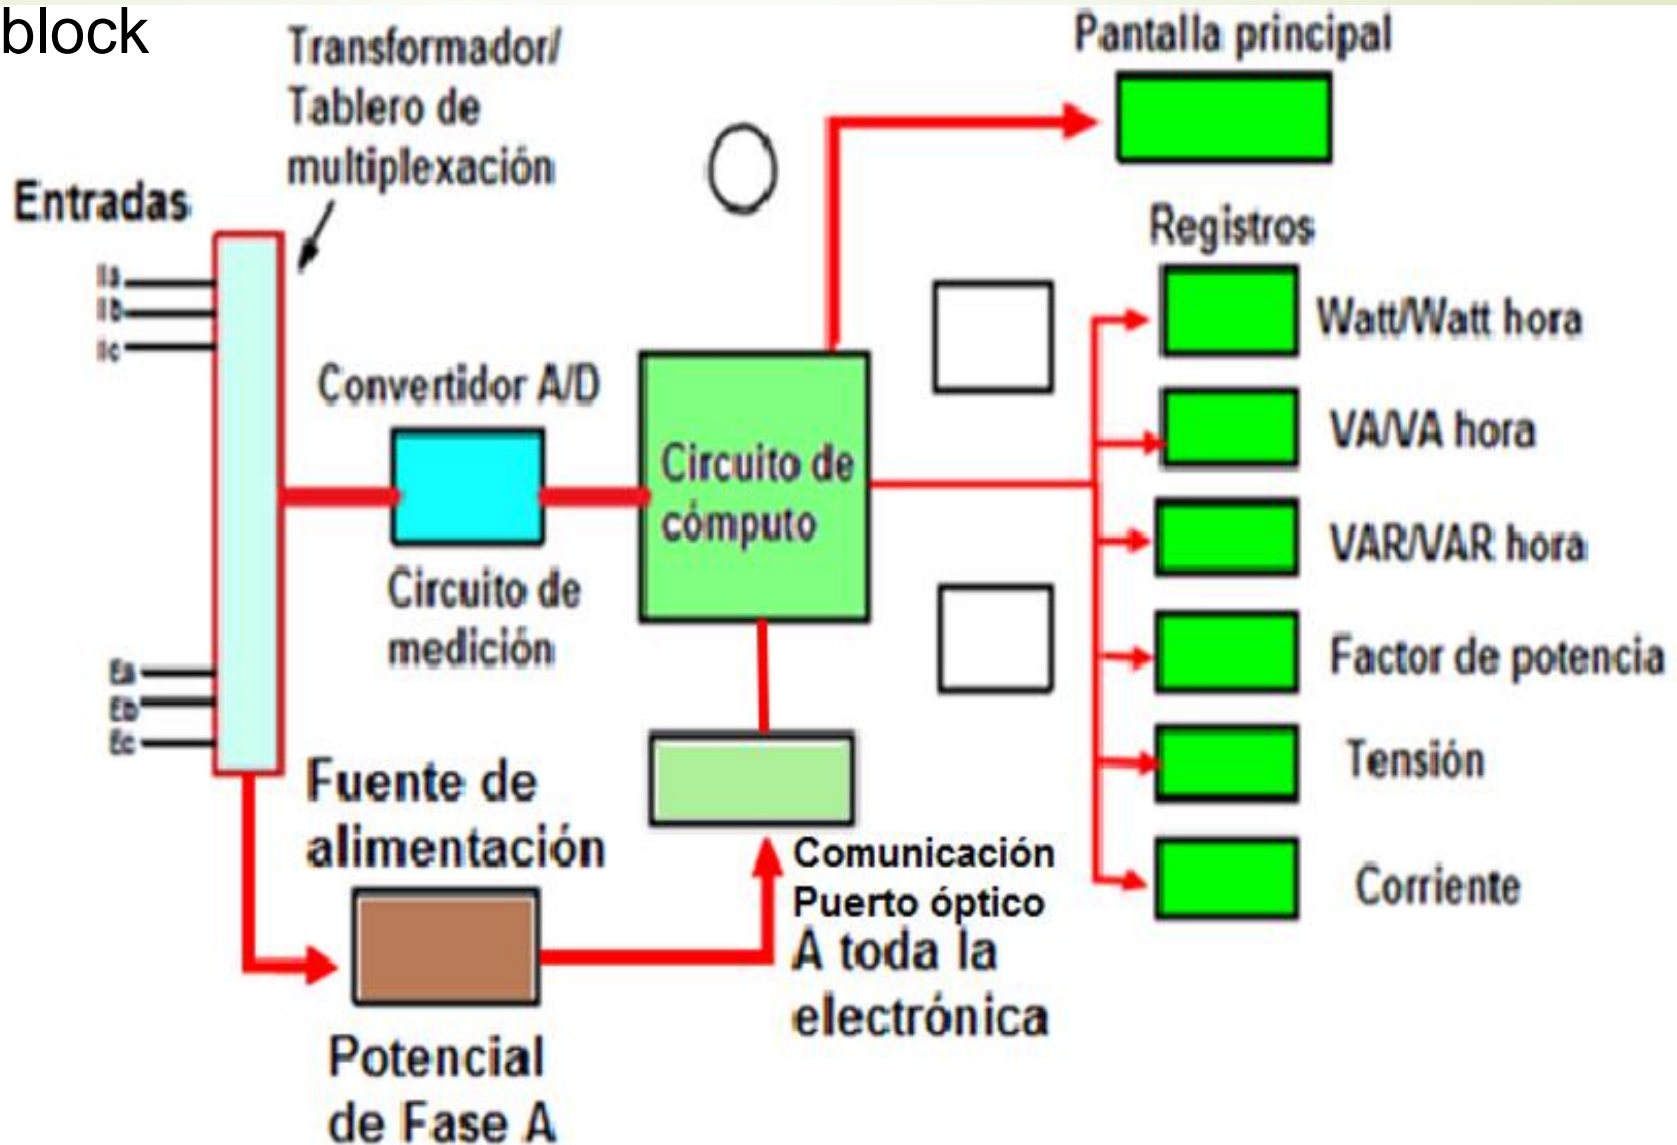 block
Transformador/
Tablero de
multiplexación
Pantalla principal
Entradas
Ia
Ib
Ic
Registros
Watt/Watt hora
VA/VA hora
VAR/VAR hora
Factor de potencia
Tensión
Corriente
Convertidor A/D
Circuito de
medición
Circuito de
cómputo
Ea
Eb
Ec
Fuente de
alimentación
Comunicación
Puerto óptico
A toda la
electrónica
Potencial
de Fase A